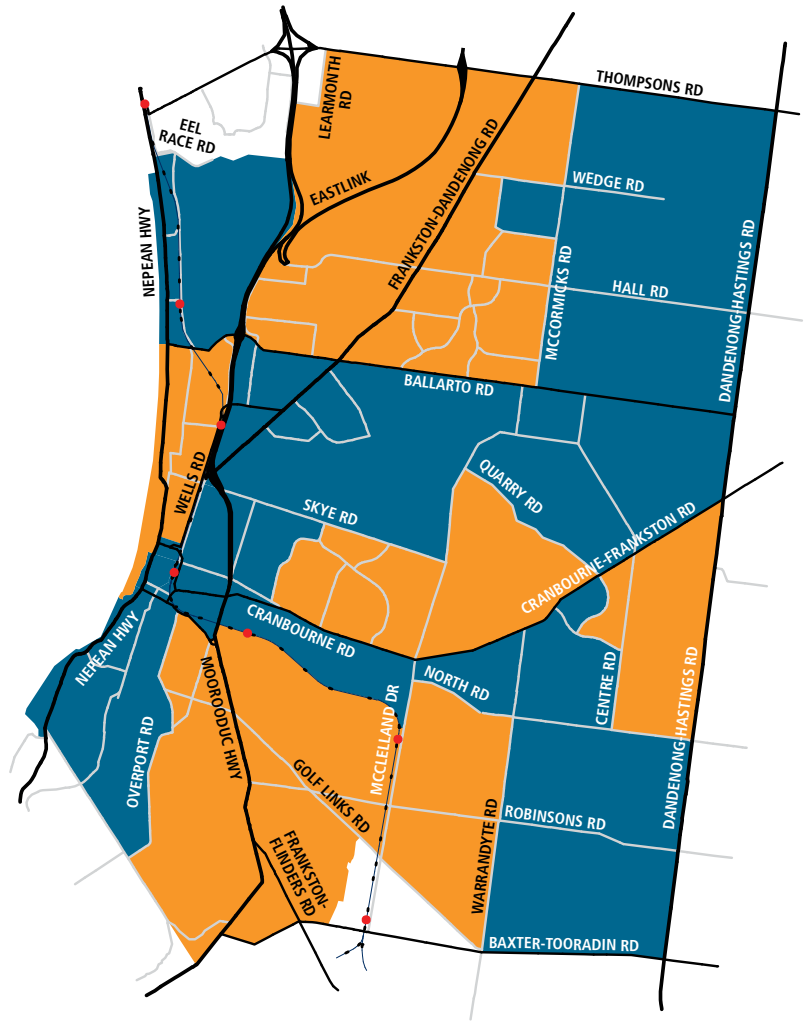 THOMPSONS RD
LEARMONTH
RD
EEL
RACE RD
EASTLINK
FRANKSTON-DANDENONG RD
WEDGE RD
NEPEAN HWY
MCCORMICKS RD
HALL RD
DANDENONG-HASTINGS RD
BALLARTO RD
WELLS RD
QUARRY RD
SKYE RD
CRANBOURNE-FRANKSTON RD
CRANBOURNE RD
NEPEAN HWY
MOOROODUC HWY
NORTH RD
CENTRE RD
DANDENONG-HASTINGS RD
MCCLELLAND DR
OVERPORT RD
GOLF LINKS RD
ROBINSONS RD
WARRANDYTE RD
FRANKSTON-
FLINDERS RD
BAXTER-TOORADIN RD